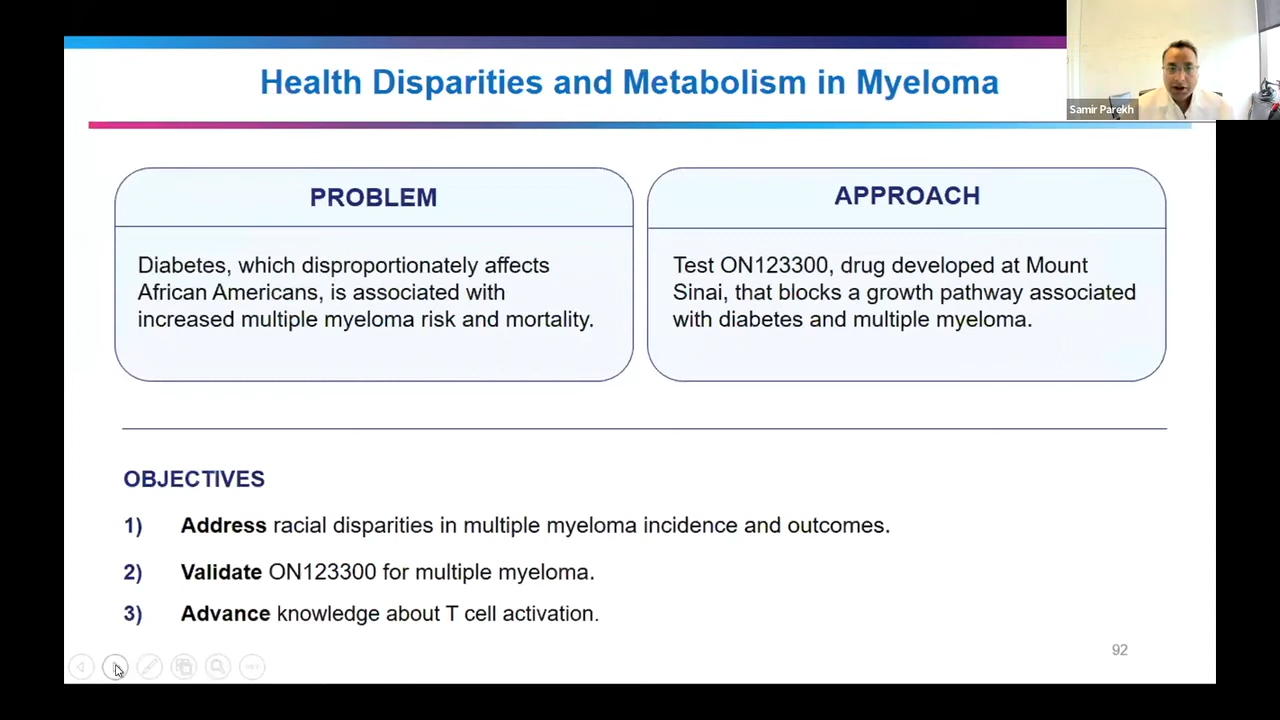 Health Disparities and Metabolism in Myeloma
Samir Parekh
PROBLEM
Diabetes, which disproportionately affects
African Americans, is associated with
increased multiple myeloma risk and mortality.
APPROACH
Test ON123300, drug developed at Mount
Sinai, that blocks a growth pathway associated
with diabetes and multiple myeloma.
OBJECTIVES
1) Address racial disparities in multiple myeloma incidence and outcomes.
2) Validate ON123300 for multiple myeloma.
3) Advance knowledge about T cell activation.
92